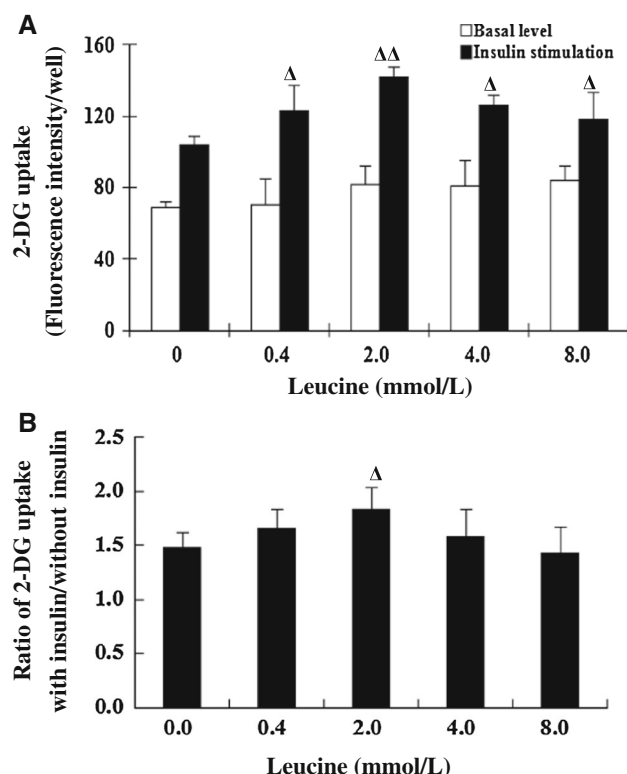 A
160
120
80
40
0
2-DG uptake
(Fluorescence intensity/well)
Basal level
Insulin stimulation
Δ
ΔΔ
Δ
Δ
0 0.4 2.0 4.0 8.0
Leucine (mmol/L)
B
2.5
2.0
1.5
1.0
0.5
0.0
Ratio of 2-DG uptake
with insulin/without insulin
Δ
0.0 0.4 2.0 4.0 8.0
Leucine (mmol/L)